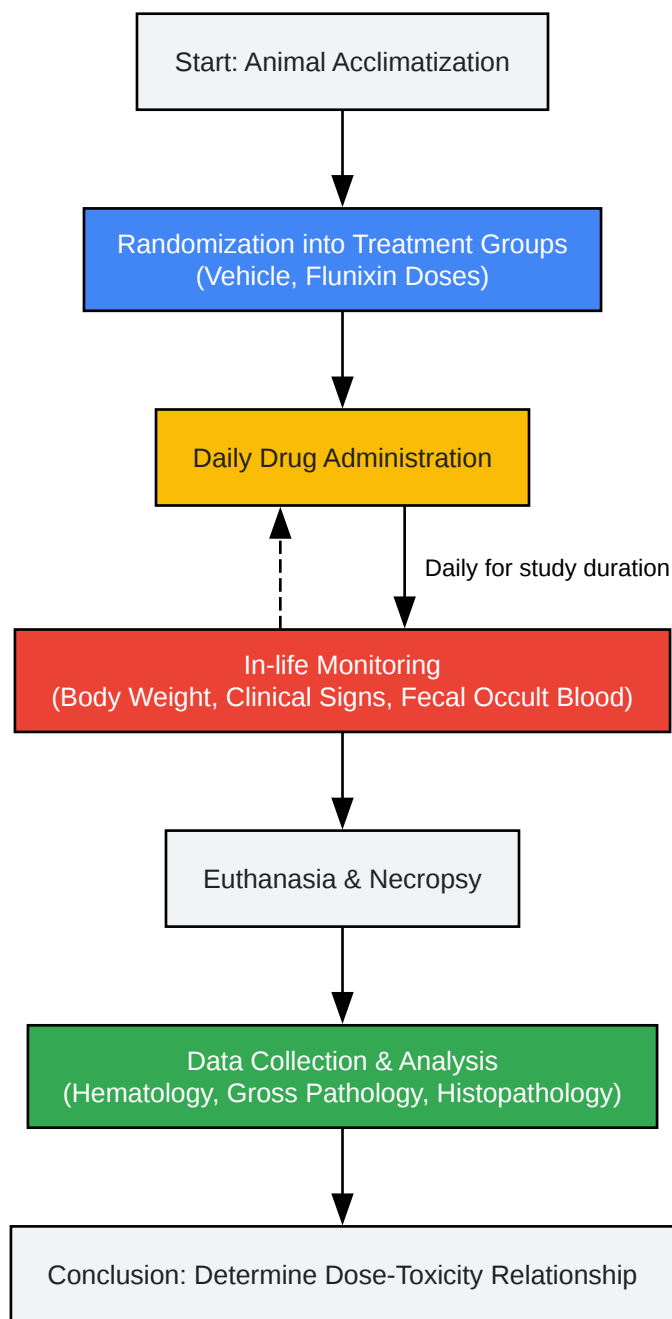 Start: Animal Acclimatization
Randomization into Treatment Groups
(Vehicle, Flunixin Doses)
Daily Drug Administration
Daily for study duration
In-life Monitoring
(Body Weight, Clinical Signs, Fecal Occult Blood)
Euthanasia & Necropsy
Data Collection & Analysis
(Hematology, Gross Pathology, Histopathology)
Conclusion: Determine Dose-Toxicity Relationship